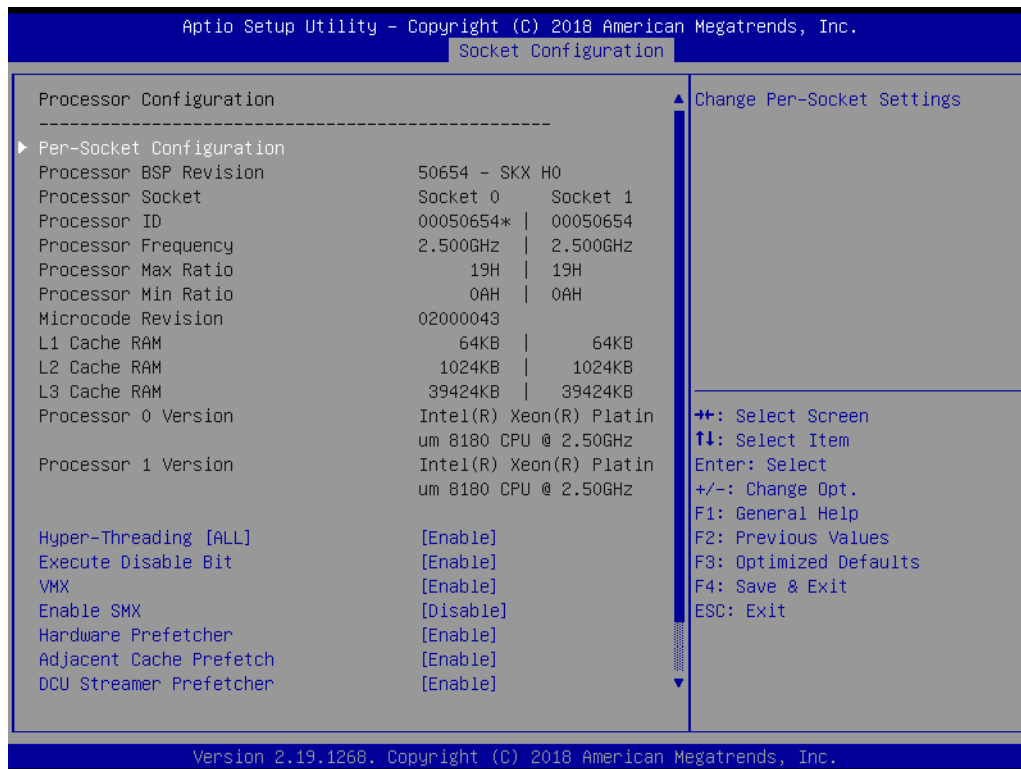 Aptio Setup Utility – Copyright (C) 2018 American Megatrends, Inc.
Socket Configuration
Processor Configuration
--------------------------------------------------
Per-Socket Configuration
Processor BSP Revision 50654 - SKX H0
Processor Socket Socket 0 Socket 1
Processor ID 00050654* | 00050654
Processor Frequency 2.500GHz | 2.500GHz
Processor Max Ratio 19H | 19H
Processor Min Ratio 0AH | 0AH
Microcode Revision 02000043
L1 Cache RAM 64KB | 64KB
L2 Cache RAM 1024KB | 1024KB
L3 Cache RAM 39424KB | 39424KB
Processor 0 Version Intel(R) Xeon(R) Platin
um 8180 CPU @ 2.50GHz
Processor 1 Version Intel(R) Xeon(R) Platin
um 8180 CPU @ 2.50GHz
Hyper-Threading [ALL] [Enable]
Execute Disable Bit [Enable]
VMX [Enable]
Enable SMX [Disable]
Hardware Prefetcher [Enable]
Adjacent Cache Prefetch [Enable]
DCU Streamer Prefetcher [Enable]
Change Per-Socket Settings
→←: Select Screen
↑↓: Select Item
Enter: Select
+/-: Change Opt.
F1: General Help
F2: Previous Values
F3: Optimized Defaults
F4: Save & Exit
ESC: Exit
Version 2.19.1268. Copyright (C) 2018 American Megatrends, Inc.